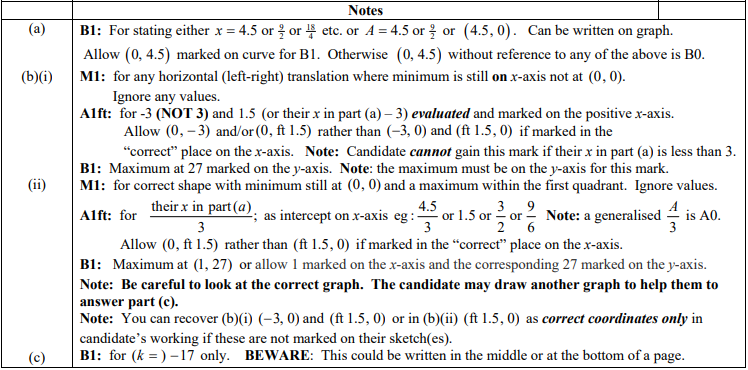 Notes
(a) B1: For stating either x = 4.5 or 9/2 or 18/4 etc. or A = 4.5 or 9/2 or (4.5, 0). Can be written on graph.
Allow (0, 4.5) marked on curve for B1. Otherwise (0, 4.5) without reference to any of the above is B0.
(b)(i) M1: for any horizontal (left-right) translation where minimum is still on x-axis not at (0, 0).
Ignore any values.
A1ft: for -3 (NOT 3) and 1.5 (or their x in part (a) – 3) evaluated and marked on the positive x-axis.
Allow (0, −3) and/or (0, ft 1.5) rather than (−3, 0) and (ft 1.5, 0) if marked in the
“correct” place on the x-axis. Note: Candidate cannot gain this mark if their x in part (a) is less than 3.
B1: Maximum at 27 marked on the y-axis. Note: the maximum must be on the y-axis for this mark.
(ii) M1: for correct shape with minimum still at (0, 0) and a maximum within the first quadrant. Ignore values.
A1ft: for their x in part (a)/3; as intercept on x-axis eg: 4.5/3 or 1.5 or 3/2 or 9/6 Note: a generalised A/3 is A0.
Allow (0, ft 1.5) rather than (ft 1.5, 0) if marked in the “correct” place on the x-axis.
B1: Maximum at (1, 27) or allow 1 marked on the x-axis and the corresponding 27 marked on the y-axis.
Note: Be careful to look at the correct graph. The candidate may draw another graph to help them to
answer part (c).
Note: You can recover (b)(i) (−3, 0) and (ft 1.5, 0) or in (b)(ii) (ft 1.5, 0) as correct coordinates only in
candidate’s working if these are not marked on their sketch(es).
(c) B1: for (k =) −17 only. BEWARE: This could be written in the middle or at the bottom of a page.